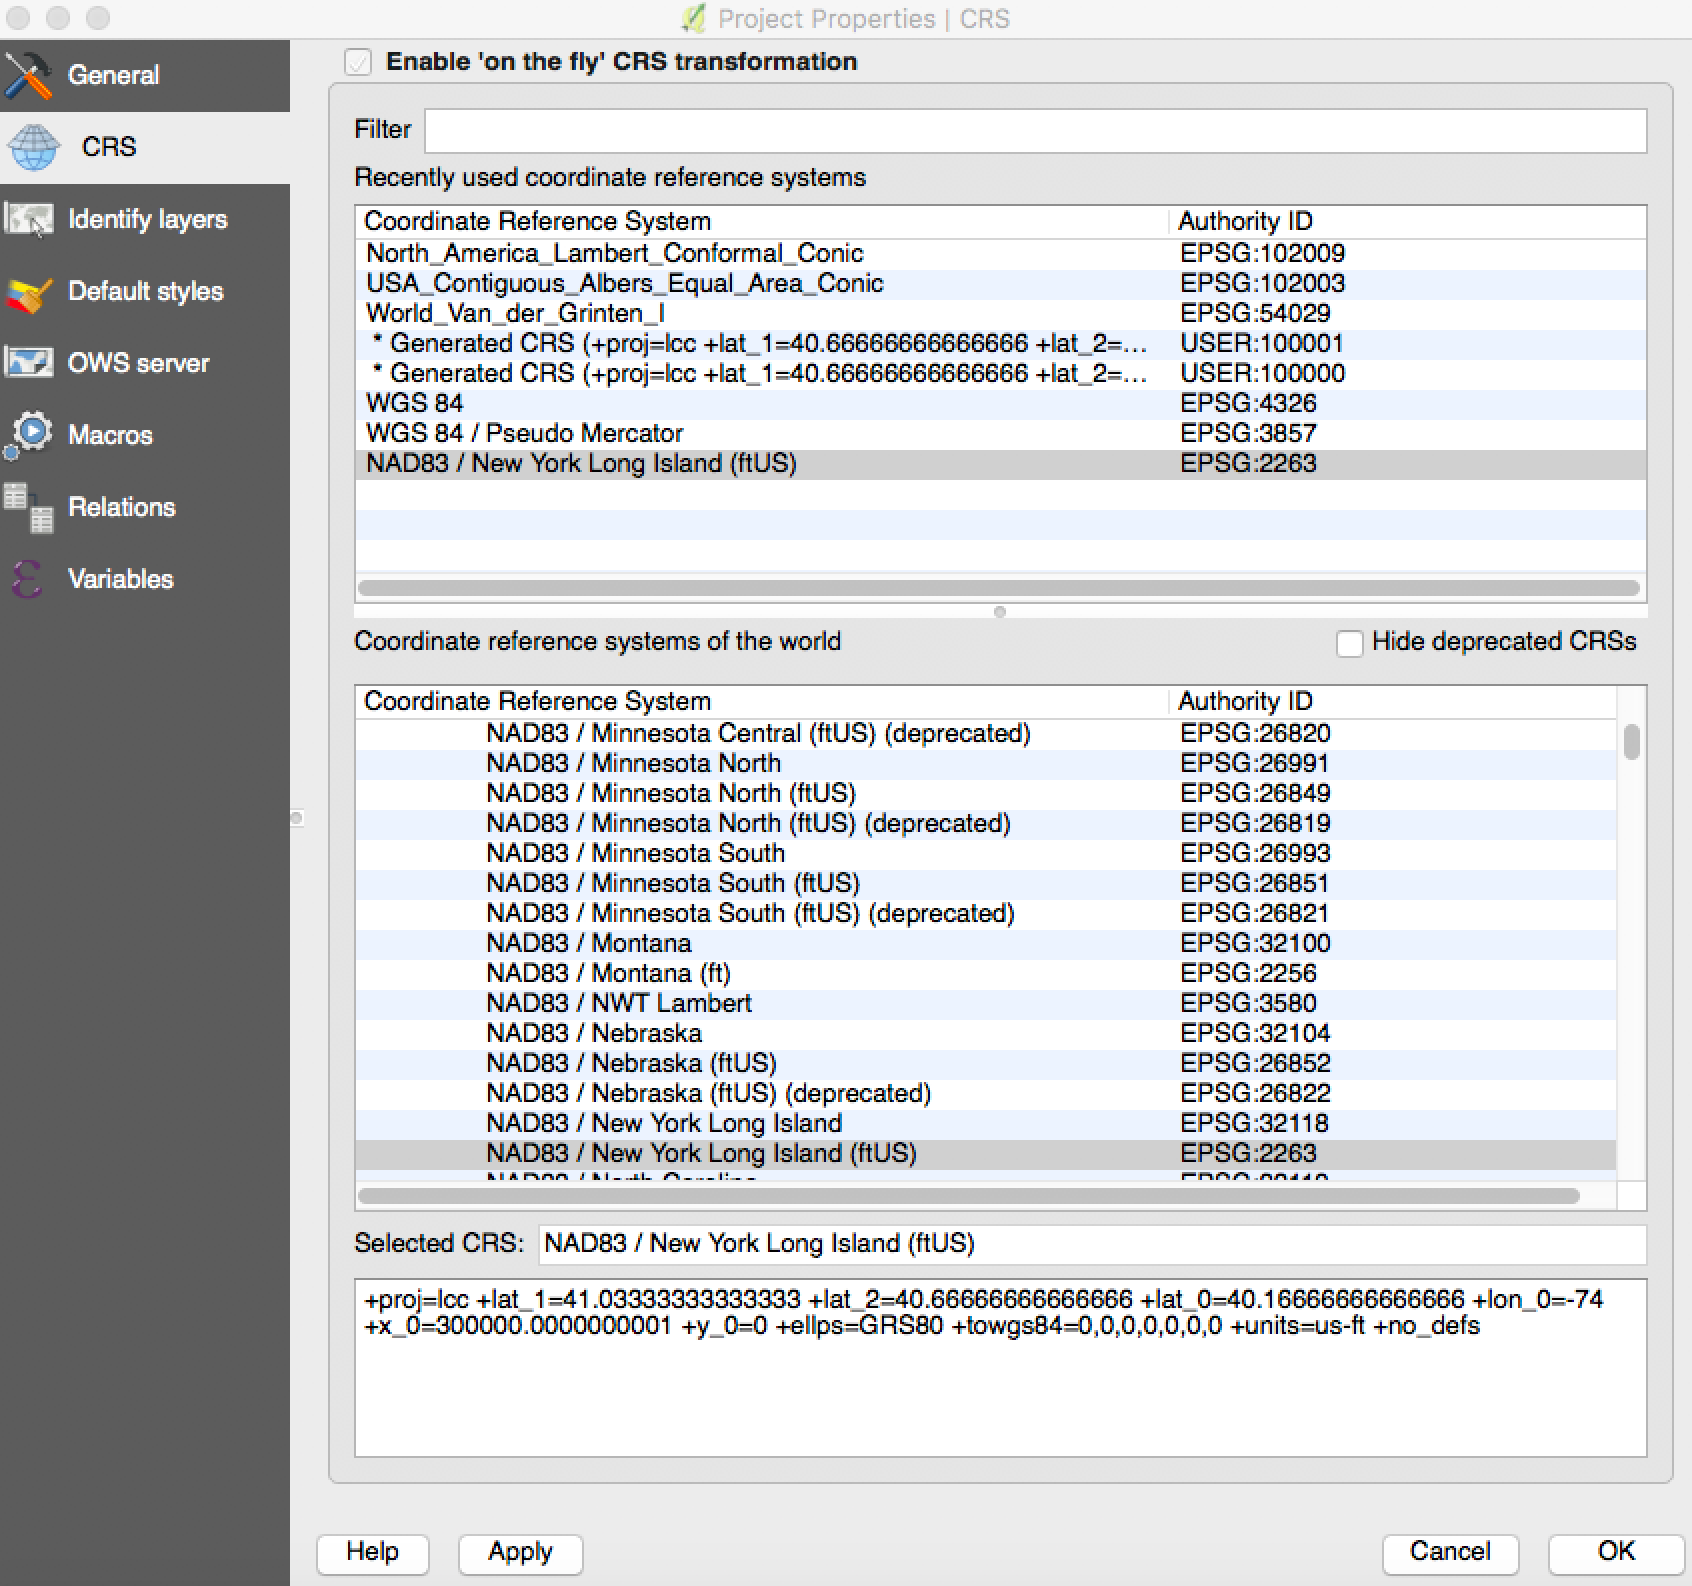 Project Properties | CRS
General
CRS
Identify layers
Default styles
OWS server
Macros
Relations
Variables
Enable 'on the fly' CRS transformation
Filter
Recently used coordinate reference systems
Coordinate Reference System Authority ID
North_America_Lambert_Conformal_Conic EPSG:102009
USA_Contiguous_Albers_Equal_Area_Conic EPSG:102003
World_Van_der_Grinten_I EPSG:54029
* Generated CRS (+proj=lcc +lat_1=40.66666666666666 +lat_2=... USER:100001
* Generated CRS (+proj=lcc +lat_1=40.66666666666666 +lat_2=... USER:100000
WGS 84 EPSG:4326
WGS 84 / Pseudo Mercator EPSG:3857
NAD83 / New York Long Island (ftUS) EPSG:2263
Coordinate reference systems of the world Hide deprecated CRSs
Coordinate Reference System Authority ID
NAD83 / Minnesota Central (ftUS) (deprecated) EPSG:26820
NAD83 / Minnesota North EPSG:26991
NAD83 / Minnesota North (ftUS) EPSG:26849
NAD83 / Minnesota North (ftUS) (deprecated) EPSG:26819
NAD83 / Minnesota South EPSG:26993
NAD83 / Minnesota South (ftUS) EPSG:26851
NAD83 / Minnesota South (ftUS) (deprecated) EPSG:26821
NAD83 / Montana EPSG:32100
NAD83 / Montana (ft) EPSG:2256
NAD83 / NWT Lambert EPSG:3580
NAD83 / Nebraska EPSG:32104
NAD83 / Nebraska (ftUS) EPSG:26852
NAD83 / Nebraska (ftUS) (deprecated) EPSG:26822
NAD83 / New York Long Island EPSG:32118
NAD83 / New York Long Island (ftUS) EPSG:2263
NAD83 / North Carolina
Selected CRS: NAD83 / New York Long Island (ftUS)
+proj=lcc +lat_1=41.03333333333333 +lat_2=40.66666666666666 +lat_0=40.16666666666666 +lon_0=-74
+x_0=300000.0000000001 +y_0=0 +ellps=GRS80 +towgs84=0,0,0,0,0,0,0 +units=us-ft +no_defs
Help Apply Cancel OK